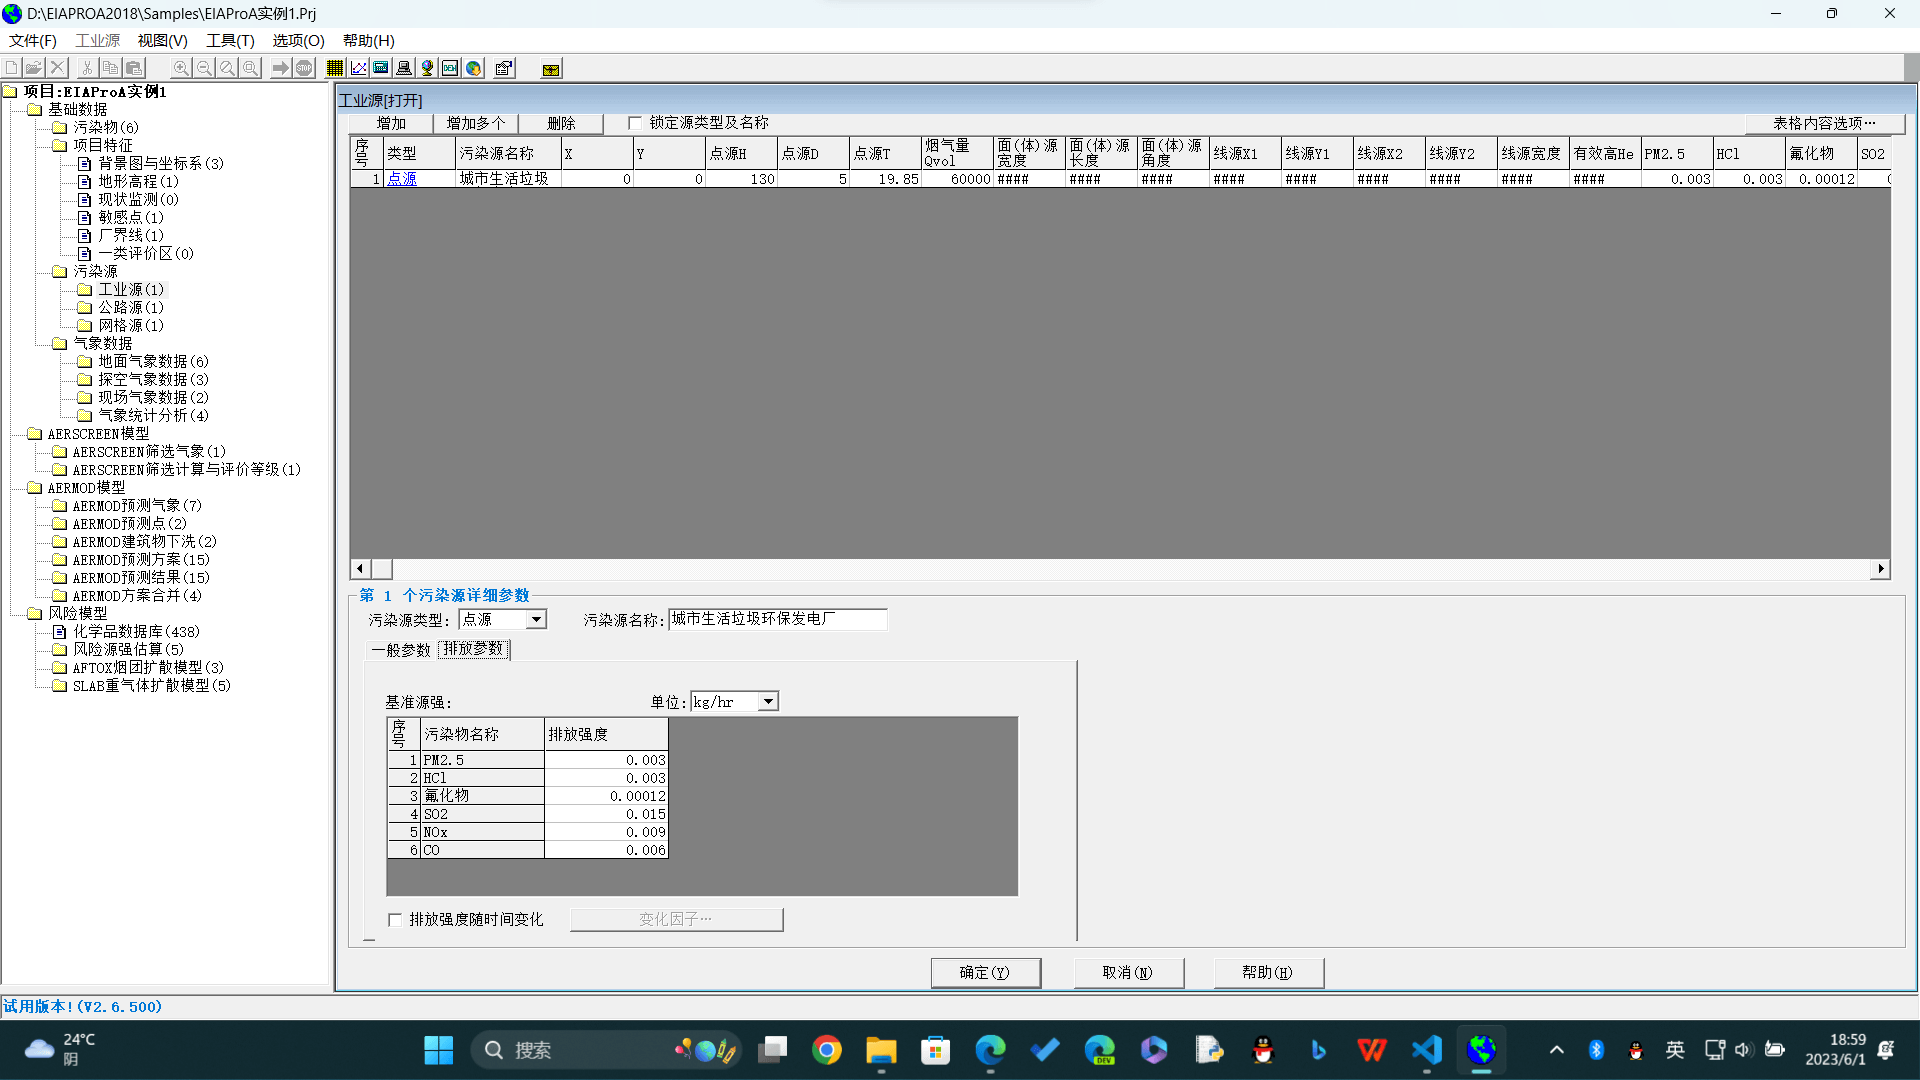 D:\EIAPROA2018\Samples\EIAProA实例1.Prj
文件(F) 工业源 视图(V) 工具(T) 选项(O) 帮助(H)
项目:EIAProA实例1
基础数据
污染物(6)
项目特征
背景图与坐标系(3)
地形高程(1)
现状监测(0)
敏感点(1)
厂界线(1)
一类评价区(0)
污染源
工业源(1)
公路源(1)
网格源(1)
气象数据
地面气象数据(6)
探空气象数据(3)
现场气象数据(2)
气象统计分析(4)
AERSCREEN模型
AERSCREEN筛选气象(1)
AERSCREEN筛选计算与评价等级(1)
AERMOD模型
AERMOD预测气象(7)
AERMOD预测点(2)
AERMOD建筑物下洗(2)
AERMOD预测方案(15)
AERMOD预测结果(15)
AERMOD方案合并(4)
风险模型
化学品数据库(438)
风险源强估算(5)
AFTOX烟团扩散模型(3)
SLAB重气体扩散模型(5)
工业源[打开]
增加 增加多个 删除 锁定源类型及名称 表格内容选项…
序号 类型 污染源名称 X Y 点源H 点源D 点源T 烟气量Qvol 面(体)源宽度 面(体)源长度 面(体)源角度 线源X1 线源Y1 线源X2 线源Y2 线源宽度 有效高He PM2.5 HCl 氟化物 SO2
1 点源 城市生活垃圾 0 0 130 5 19.85 60000 #### #### #### #### #### #### #### #### #### 0.003 0.003 0.00012
第 1 个污染源详细参数
污染源类型: 点源 污染源名称: 城市生活垃圾环保发电厂
一般参数 排放参数
基准源强: 单位: kg/hr
序号 污染物名称 排放强度
1 PM2.5 0.003
2 HCl 0.003
3 氟化物 0.00012
4 SO2 0.015
5 NOx 0.009
6 CO 0.006
排放强度随时间变化 变化因子…
确定(Y) 取消(N) 帮助(H)
试用版本!(V2.6.500)
24°C
阴
搜索
DEV
英
18:59
2023/6/1